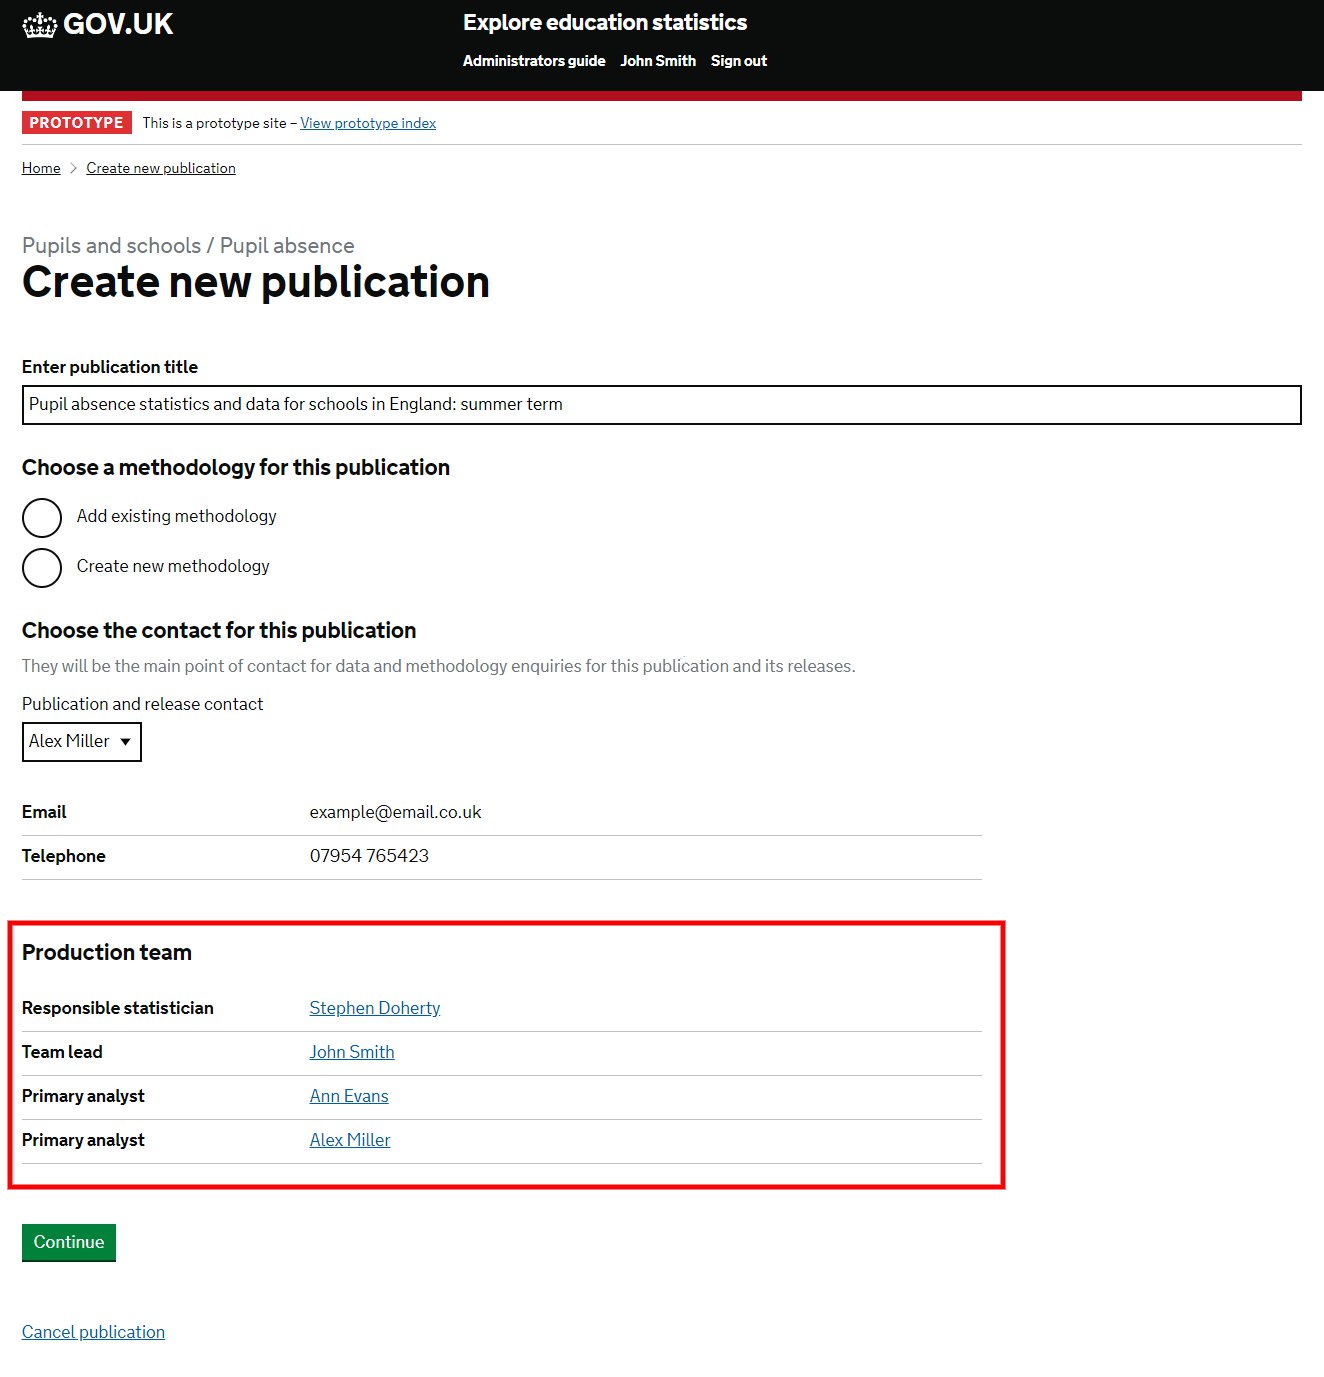 GOV.UK
Explore education statistics
Administrators guide John Smith Sign out
PROTOTYPE This is a prototype site – View prototype index
Home > Create new publication
Pupils and schools / Pupil absence
Create new publication
Enter publication title
Pupil absence statistics and data for schools in England: summer term
Choose a methodology for this publication
Add existing methodology
Create new methodology
Choose the contact for this publication
They will be the main point of contact for data and methodology enquiries for this publication and its releases.
Publication and release contact
Alex Miller
Email example@email.co.uk
Telephone 07954 765423
Production team
Responsible statistician Stephen Doherty
Team lead John Smith
Primary analyst Ann Evans
Primary analyst Alex Miller
Continue
Cancel publication